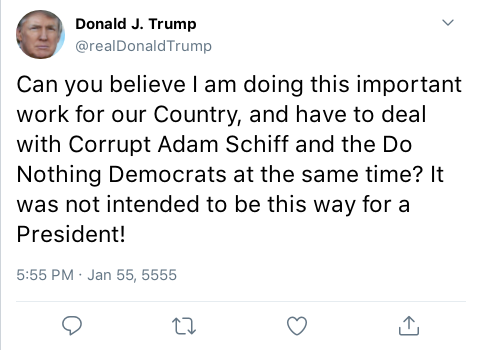 Donald J. Trump
@realDonaldTrump
Can you believe I am doing this important
work for our Country, and have to deal
with Corrupt Adam Schiff and the Do
Nothing Democrats at the same time? It
was not intended to be this way for a
President!
5:55 PM · Jan 55, 5555